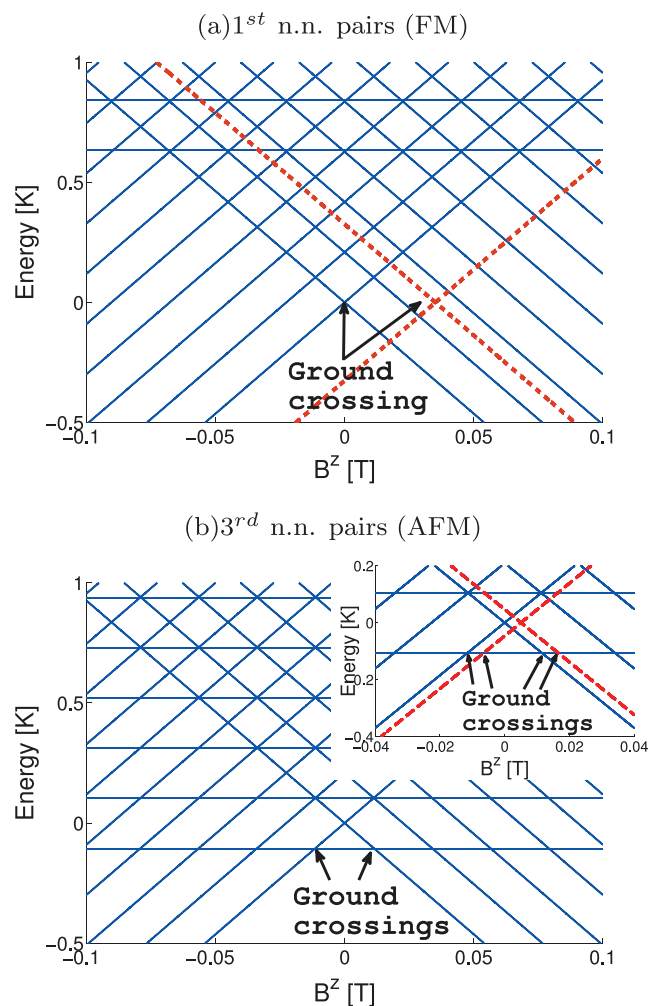 (a)1st n.n. pairs (FM)
1
0.5
0
-0.5
Energy [K]
Ground
crossing
-0.1 -0.05 0 0.05 0.1
B^z [T]
(b)3rd n.n. pairs (AFM)
1
0.5
0
-0.5
Energy [K]
0.2
0
-0.2
-0.4
Energy [K]
Ground
crossings
-0.04 -0.02 0 0.02 0.04
B^z [T]
Ground
crossings
-0.1 -0.05 0 0.05 0.1
B^z [T]